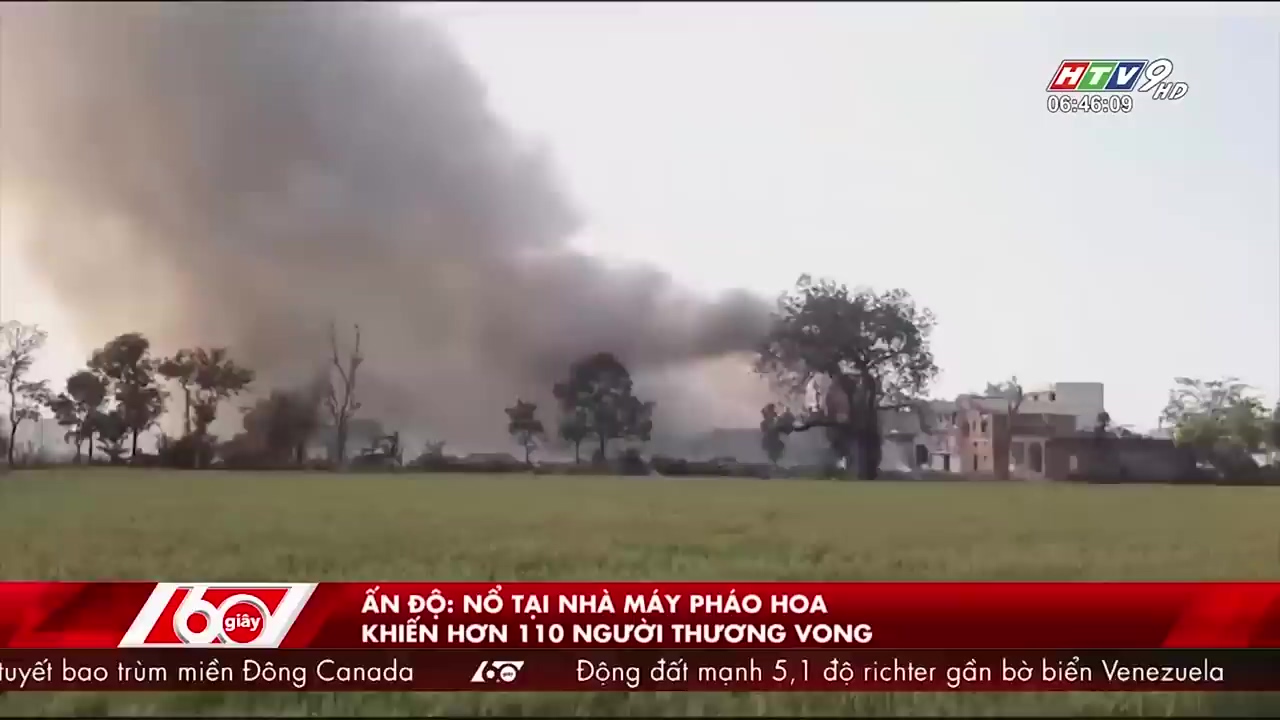 HTV9 HD
06:46:09
60 giây
ẤN ĐỘ: NỔ TẠI NHÀ MÁY PHÁO HOA
KHIẾN HƠN 110 NGƯỜI THƯƠNG VONG
tuyết bao trùm miền Đông Canada 60 giây Động đất mạnh 5,1 độ richter gần bờ biển Venezuela